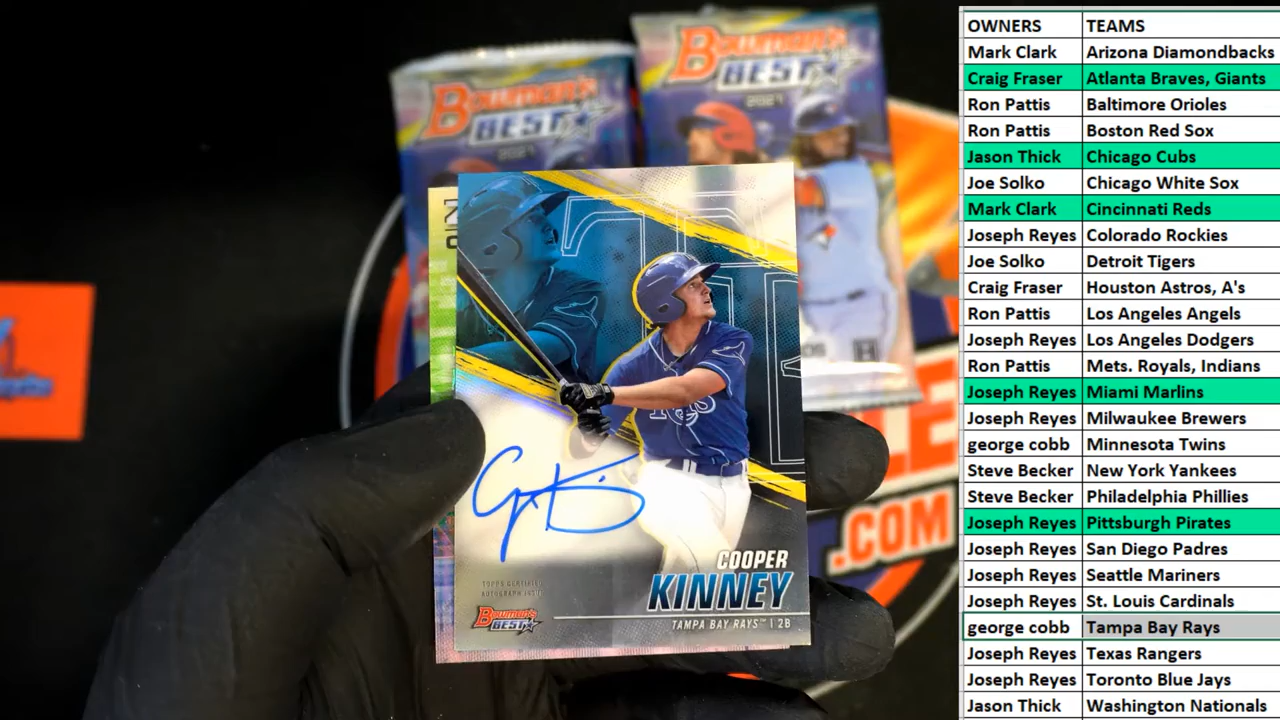 Bowman's
BEST
2021
Bowman's
BEST
2021
COOPER
KINNEY
TAMPA BAY RAYS™ | 2B
TOPPS CERTIFIED
AUTOGRAPH ISSUE
Bowman's
BEST
.COM
OWNERS TEAMS
Mark Clark Arizona Diamondbacks
Craig Fraser Atlanta Braves, Giants
Ron Pattis Baltimore Orioles
Ron Pattis Boston Red Sox
Jason Thick Chicago Cubs
Joe Solko Chicago White Sox
Mark Clark Cincinnati Reds
Joseph Reyes Colorado Rockies
Joe Solko Detroit Tigers
Craig Fraser Houston Astros, A's
Ron Pattis Los Angeles Angels
Joseph Reyes Los Angeles Dodgers
Ron Pattis Mets. Royals, Indians
Joseph Reyes Miami Marlins
Joseph Reyes Milwaukee Brewers
george cobb Minnesota Twins
Steve Becker New York Yankees
Steve Becker Philadelphia Phillies
Joseph Reyes Pittsburgh Pirates
Joseph Reyes San Diego Padres
Joseph Reyes Seattle Mariners
Joseph Reyes St. Louis Cardinals
george cobb Tampa Bay Rays
Joseph Reyes Texas Rangers
Joseph Reyes Toronto Blue Jays
Jason Thick Washington Nationals